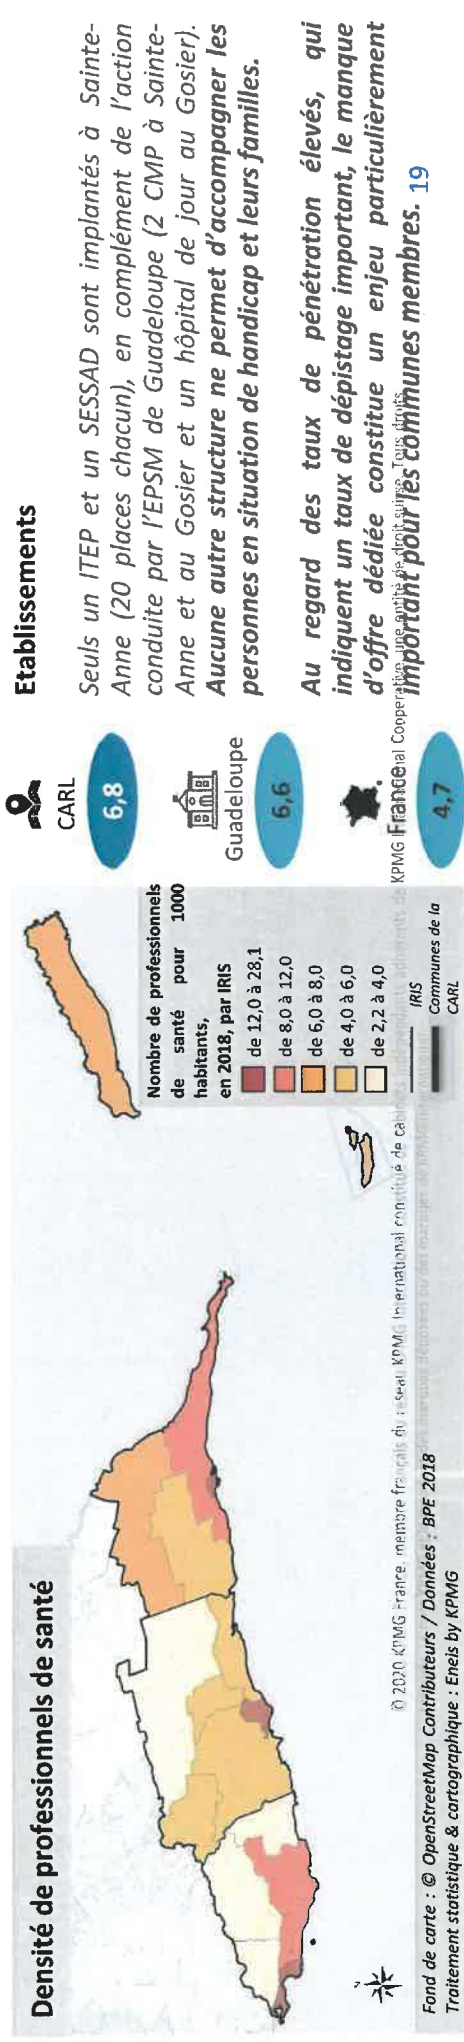 Densité de professionnels de santé
Nombre de professionnels
de santé pour 1000
habitants,
en 2018, par IRIS
de 12,0 à 28,1
de 8,0 à 12,0
de 6,0 à 8,0
de 4,0 à 6,0
de 2,2 à 4,0
IRIS
Communes de la
CARL
Fond de carte : © OpenStreetMap Contributeurs / Données : BPE 2018
Traitement statistique & cartographique : Eneis by KPMG
CARL
6,8
Guadeloupe
6,6
France
4,7
Etablissements
Seuls un ITEP et un SESSAD sont implantés à Sainte-
Anne (20 places chacun), en complément de l'action
conduite par l'EPSM de Guadeloupe (2 CMP à Sainte-
Anne et au Gosier et un hôpital de jour au Gosier).
Aucune autre structure ne permet d'accompagner les
personnes en situation de handicap et leurs familles.
Au regard des taux de pénétration élevés, qui
indiquent un taux de dépistage important, le manque
d'offre dédiée constitue un enjeu particulièrement
important pour les communes membres.
19
© 2020 KPMG France, membre français du réseau KPMG International constitué de cabinets indépendants adhérents de KPMG International Cooperative, une entité de droit suisse. Tous droits